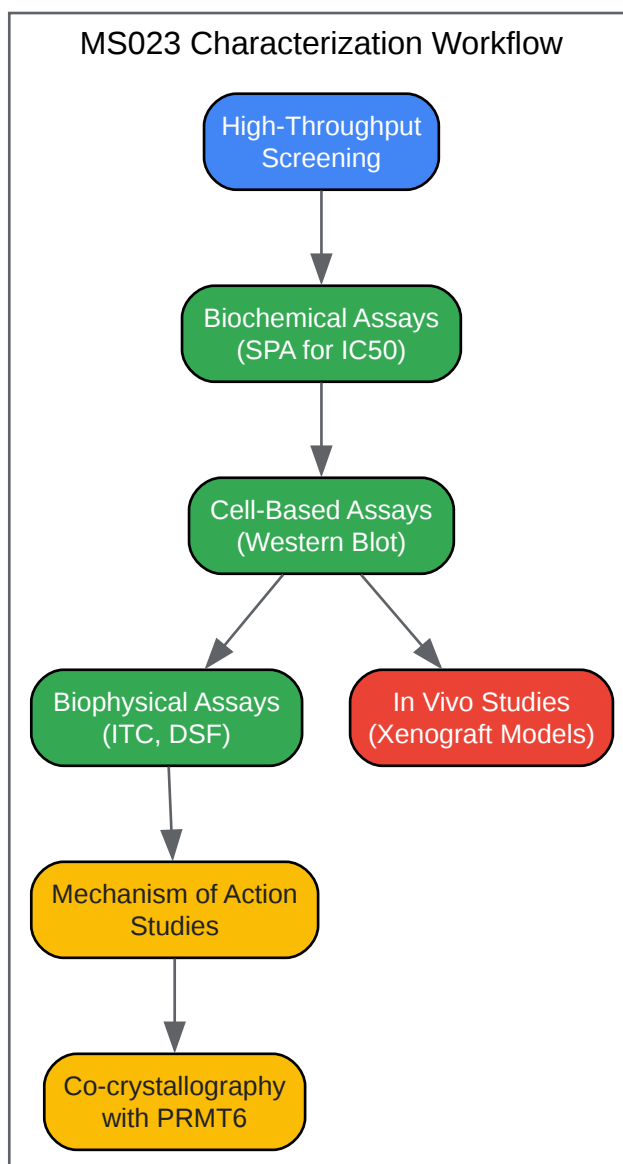 MS023 Characterization Workflow
High-Throughput
Screening
Biochemical Assays
(SPA for IC50)
Cell-Based Assays
(Western Blot)
Biophysical Assays
(ITC, DSF)
In Vivo Studies
(Xenograft Models)
Mechanism of Action
Studies
Co-crystallography
with PRMT6